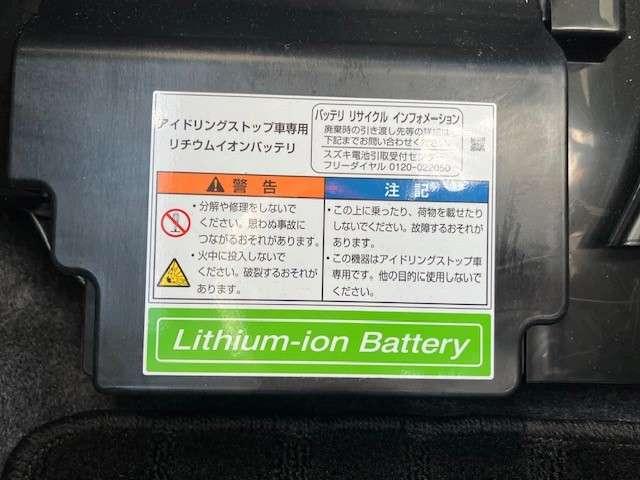 アイドリングストップ車専用
リチウムイオンバッテリ
バッテリ リサイクル インフォメーション
廃棄時の引き渡し先等の詳細は、
下記までお問い合わせください。
スズキ電池引取受付センター
フリーダイヤル 0120-022050
警告
・分解や修理をしないで
ください。思わぬ事故に
つながるおそれがあります。
・火中に投入しないで
ください。破裂するおそれが
あります。
注記
・この上に乗ったり、荷物を載せたり
しないでください。故障するおそれが
あります。
・この機器はアイドリングストップ車
専用です。他の目的に使用しないで
ください。
Lithium-ion Battery